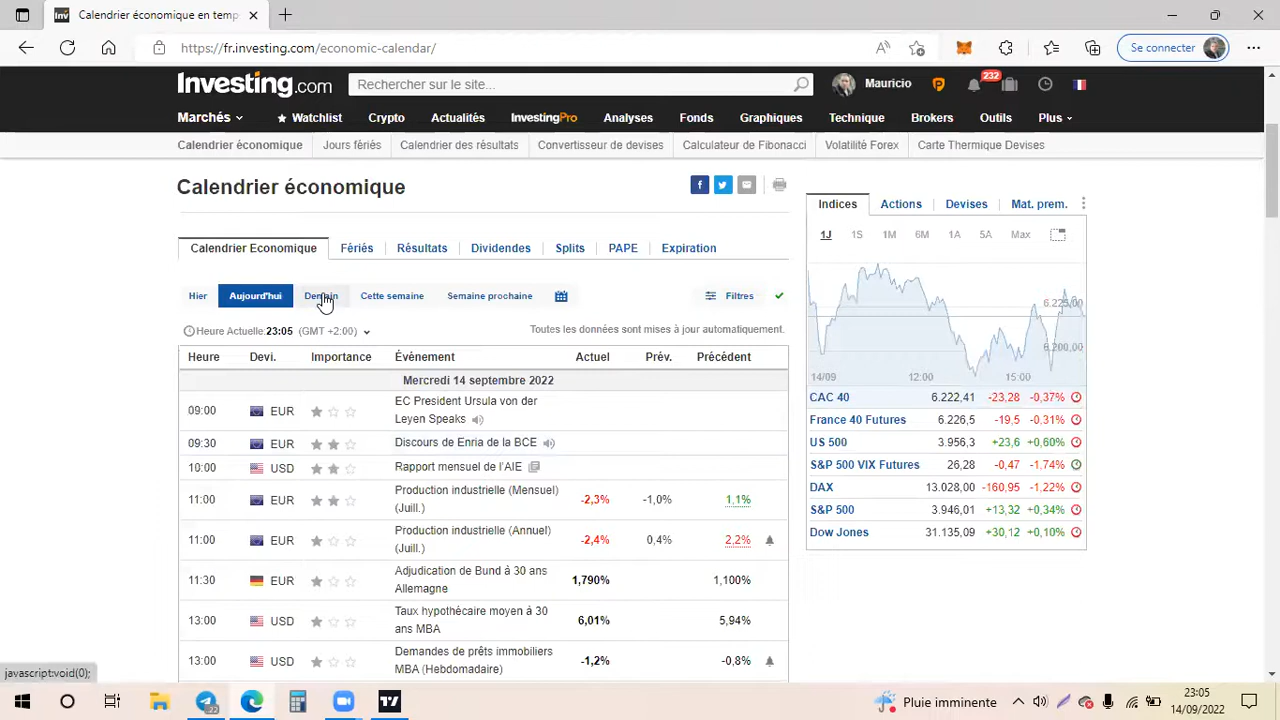 Calendrier économique en temp
https://fr.investing.com/economic-calendar/
Se connecter
Investing.com
Rechercher sur le site...
Mauricio
232
Marchés
Watchlist
Crypto
Actualités
InvestingPro
Analyses
Fonds
Graphiques
Technique
Brokers
Outils
Plus
Calendrier économique
Jours fériés
Calendrier des résultats
Convertisseur de devises
Calculateur de Fibonacci
Volatilité Forex
Carte Thermique Devises
Calendrier économique
Calendrier Economique
Fériés
Résultats
Dividendes
Splits
PAPE
Expiration
Hier
Aujourd'hui
Demain
Cette semaine
Semaine prochaine
Filtres
Heure Actuelle:23:05 (GMT +2:00)
Toutes les données sont mises à jour automatiquement.
Heure Devi. Importance Événement Actuel Prév. Précédent
Mercredi 14 septembre 2022
09:00 EUR EC President Ursula von der
Leyen Speaks
09:30 EUR Discours de Enria de la BCE
10:00 USD Rapport mensuel de l'AIE
11:00 EUR Production industrielle (Mensuel) -2,3% -1,0% 1,1%
(Juill.)
11:00 EUR Production industrielle (Annuel) -2,4% 0,4% 2,2%
(Juill.)
11:30 EUR Adjudication de Bund à 30 ans 1,790% 1,100%
Allemagne
13:00 USD Taux hypothécaire moyen à 30 6,01% 5,94%
ans MBA
13:00 USD Demandes de prêts immobiliers -1,2% -0,8%
MBA (Hebdomadaire)
Indices
Actions
Devises
Mat. prem.
1J 1S 1M 6M 1A 5A Max
6.225,00
6.200,00
14/09 12:00 15:00
CAC 40 6.222,41 -23,28 -0,37%
France 40 Futures 6.226,5 -19,5 -0,31%
US 500 3.956,3 +23,6 +0,60%
S&P 500 VIX Futures 26,28 -0,47 -1,74%
DAX 13.028,00 -160,95 -1,22%
S&P 500 3.946,01 +13,32 +0,34%
Dow Jones 31.135,09 +30,12 +0,10%
javascript:void(0);
22
Pluie imminente
23:05
14/09/2022